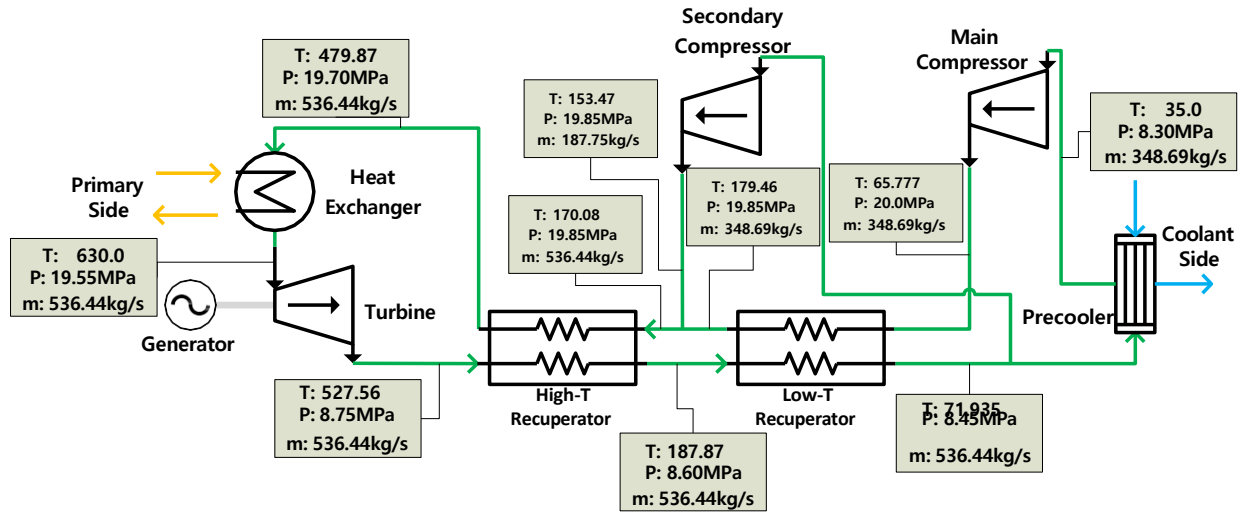 Secondary
Compressor
Main
Compressor
T: 479.87
P: 19.70MPa
m: 536.44kg/s
T: 153.47
P: 19.85MPa
m: 187.75kg/s
T: 35.0
P: 8.30MPa
m: 348.69kg/s
Primary
Side
Heat
Exchanger
T: 170.08
P: 19.85MPa
m: 536.44kg/s
T: 179.46
P: 19.85MPa
m: 348.69kg/s
T: 65.777
P: 20.0MPa
m: 348.69kg/s
Coolant
Side
T: 630.0
P: 19.55MPa
m: 536.44kg/s
Generator
Turbine
Precooler
T: 527.56
P: 8.75MPa
m: 536.44kg/s
High-T
Recuperator
Low-T
Recuperator
T: 187.87
P: 8.60MPa
m: 536.44kg/s
T: 71.935
P: 8.45MPa
m: 536.44kg/s